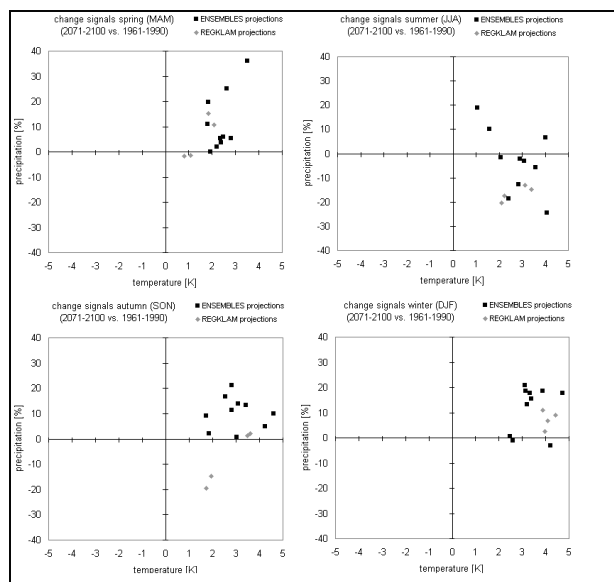 change signals spring (MAM)
(2071-2100 vs. 1961-1990)
■ ENSEMBLES projections
◆ REGKLAM projections
precipitation [%]
40
30
20
10
0
-10
-20
-30
-40
-5 -4 -3 -2 -1 0 1 2 3 4 5
temperature [K]
change signals summer (JJA)
(2071-2100 vs. 1961-1990)
■ ENSEMBLES projections
◆ REGKLAM projections
precipitation [%]
40
30
20
10
0
-10
-20
-30
-40
-5 -4 -3 -2 -1 0 1 2 3 4 5
temperature [K]
change signals autumn (SON)
(2071-2100 vs. 1961-1990)
■ ENSEMBLES projections
◆ REGKLAM projections
precipitation [%]
40
30
20
10
0
-10
-20
-30
-40
-5 -4 -3 -2 -1 0 1 2 3 4 5
temperature [K]
change signals winter (DJF)
(2071-2100 vs. 1961-1990)
■ ENSEMBLES projections
◆ REGKLAM projections
precipitation [%]
40
30
20
10
0
-10
-20
-30
-40
-5 -4 -3 -2 -1 0 1 2 3 4 5
temperature [K]